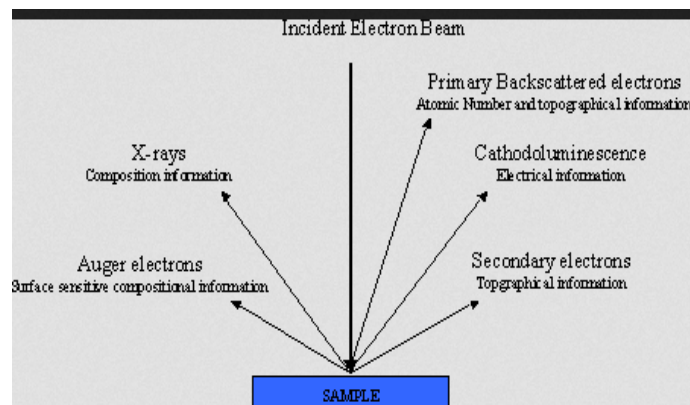 Incident Electron Beam
Primary Backscattered electrons
Atomic Number and topographical information
X-rays
Composition information
Cathodoluminescence
Electrical information
Auger electrons
Surface sensitive compositional information
Secondary electrons
Topgraphical information
SAMPLE